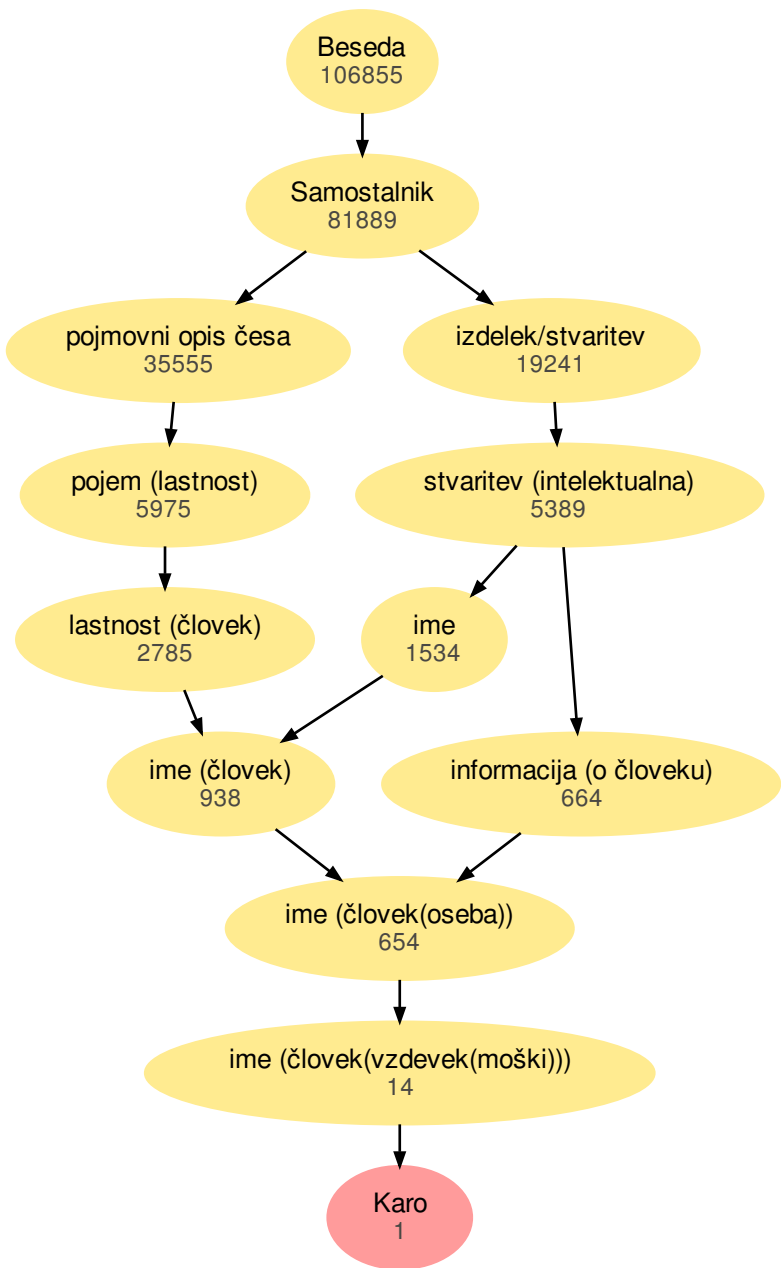 Beseda
106855
Samostalnik
81889
pojmovni opis česa
35555
izdelek/stvaritev
19241
pojem (lastnost)
5975
stvaritev (intelektualna)
5389
lastnost (človek)
2785
ime
1534
ime (človek)
938
informacija (o človeku)
664
ime (človek(oseba))
654
ime (človek(vzdevek(moški)))
14
Karo
1